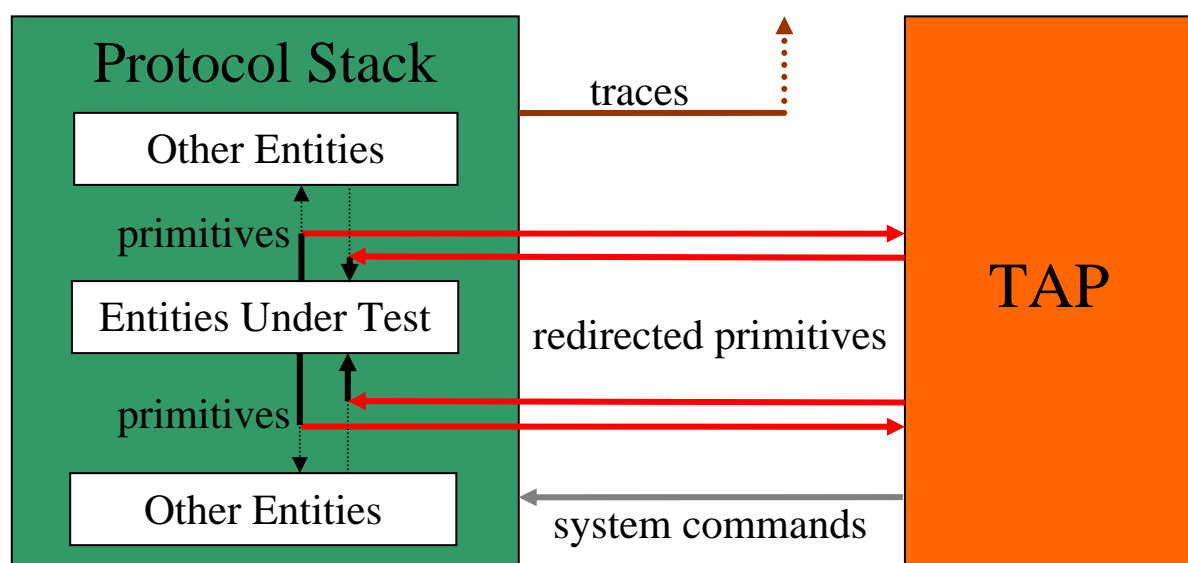 Protocol Stack
traces
Other Entities
primitives
Entities Under Test
redirected primitives
primitives
Other Entities
system commands
TAP